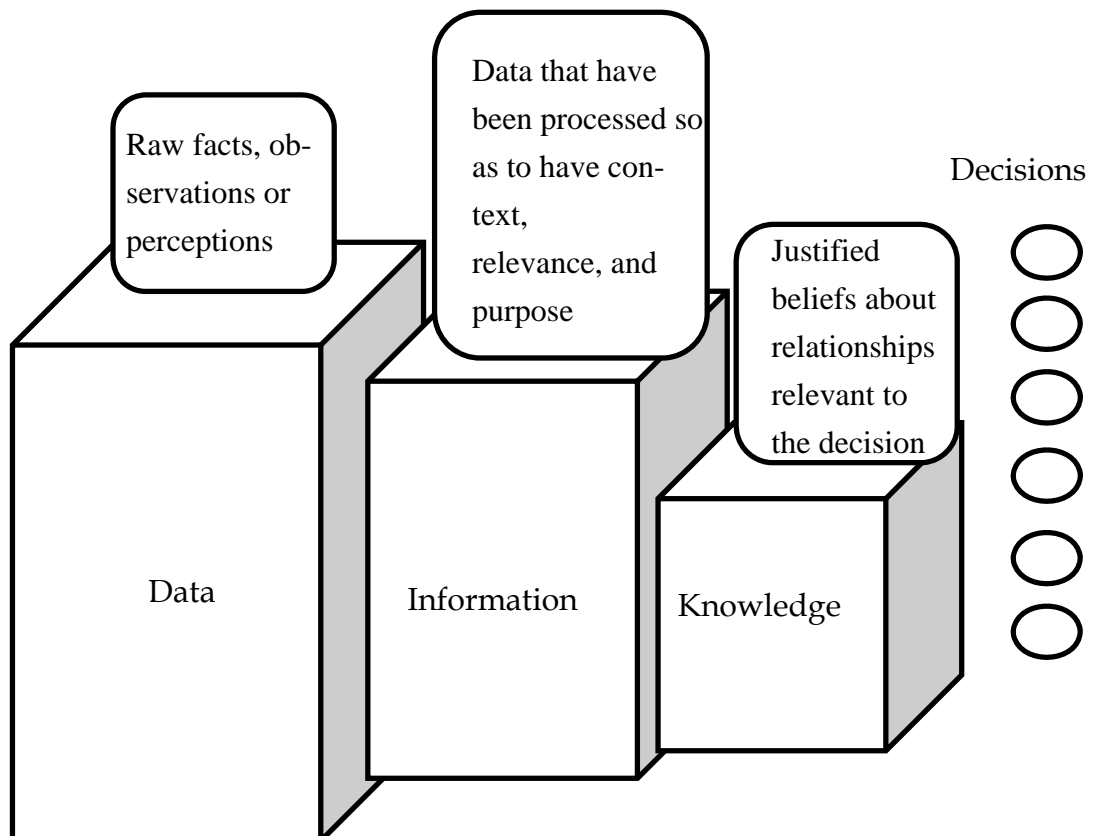 Raw facts, ob-
servations or
perceptions
Data that have
been processed so
as to have con-
text,
relevance, and
purpose
Justified
beliefs about
relationships
relevant to
the decision
Decisions
Data
Information
Knowledge